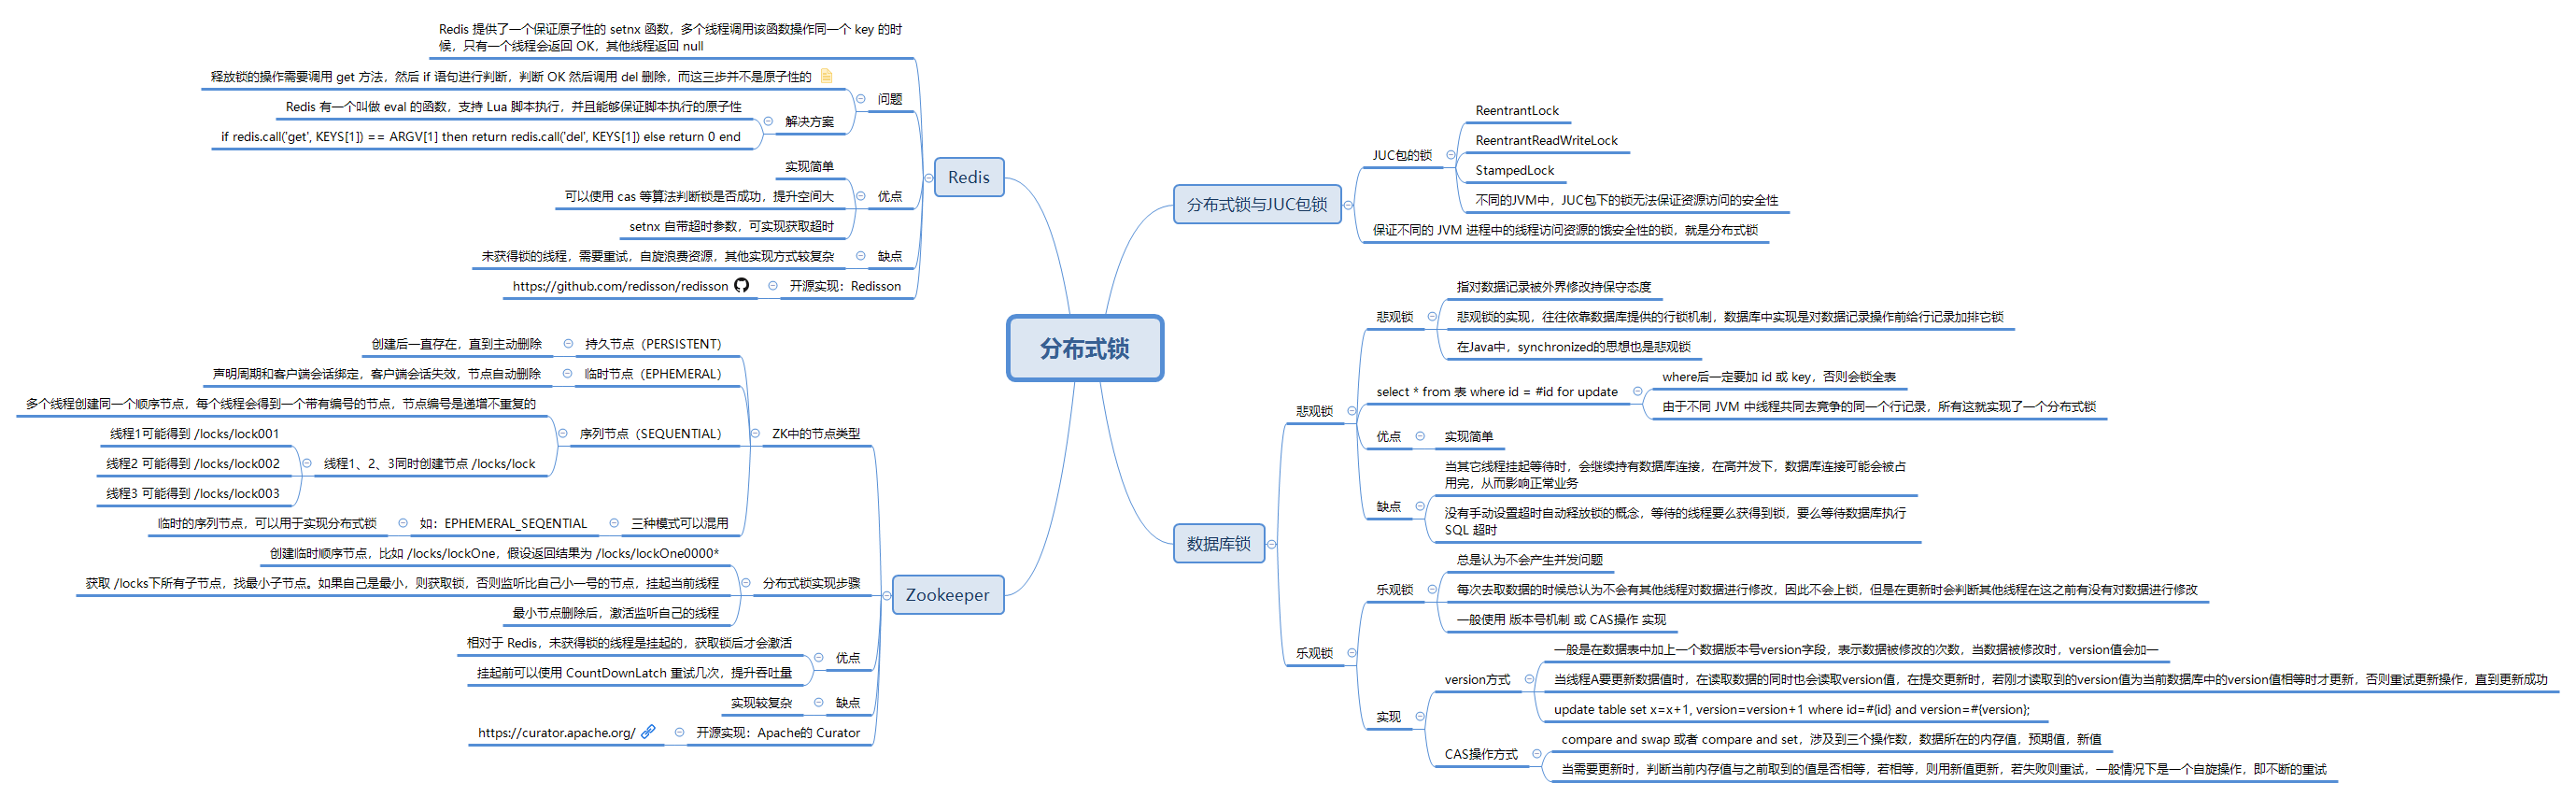 分布式锁
Redis
Redis 提供了一个保证原子性的 setnx 函数，多个线程调用该函数操作同一个 key 的时
候，只有一个线程会返回 OK，其他线程返回 null
问题
释放锁的操作需要调用 get 方法，然后 if 语句进行判断，判断 OK 然后调用 del 删除，而这三步并不是原子性的
解决方案
Redis 有一个叫做 eval 的函数，支持 Lua 脚本执行，并且能够保证脚本执行的原子性
if redis.call('get', KEYS[1]) == ARGV[1] then return redis.call('del', KEYS[1]) else return 0 end
优点
实现简单
可以使用 cas 等算法判断锁是否成功，提升空间大
setnx 自带超时参数，可实现获取超时
缺点
未获得锁的线程，需要重试，自旋浪费资源，其他实现方式较复杂
开源实现：Redisson
https://github.com/redisson/redisson
Zookeeper
ZK中的节点类型
持久节点（PERSISTENT）
创建后一直存在，直到主动删除
临时节点（EPHEMERAL）
声明周期和客户端会话绑定，客户端会话失效，节点自动删除
序列节点（SEQUENTIAL）
多个线程创建同一个顺序节点，每个线程会得到一个带有编号的节点，节点编号是递增不重复的
线程1、2、3同时创建节点 /locks/lock
线程1可能得到 /locks/lock001
线程2 可能得到 /locks/lock002
线程3 可能得到 /locks/lock003
三种模式可以混用
如：EPHEMERAL_SEQENTIAL
临时的序列节点，可以用于实现分布式锁
分布式锁实现步骤
创建临时顺序节点，比如 /locks/lockOne，假设返回结果为 /locks/lockOne0000*
获取 /locks下所有子节点，找最小子节点。如果自己是最小，则获取锁，否则监听比自己小一号的节点，挂起当前线程
最小节点删除后，激活监听自己的线程
优点
相对于 Redis，未获得锁的线程是挂起的，获取锁后才会激活
挂起前可以使用 CountDownLatch 重试几次，提升吞吐量
缺点
实现较复杂
开源实现：Apache的 Curator
https://curator.apache.org/
分布式锁与JUC包锁
JUC包的锁
ReentrantLock
ReentrantReadWriteLock
StampedLock
不同的JVM中，JUC包下的锁无法保证资源访问的安全性
保证不同的 JVM 进程中的线程访问资源的饿安全性的锁，就是分布式锁
数据库锁
悲观锁
悲观锁
指对数据记录被外界修改持保守态度
悲观锁的实现，往往依靠数据库提供的行锁机制，数据库中实现是对数据记录操作前给行记录加排它锁
在Java中，synchronized的思想也是悲观锁
select * from 表 where id = #id for update
where后一定要加 id 或 key，否则会锁全表
由于不同 JVM 中线程共同去竞争的同一个行记录，所有这就实现了一个分布式锁
优点
实现简单
缺点
当其它线程挂起等待时，会继续持有数据库连接，在高并发下，数据库连接可能会被占
用完，从而影响正常业务
没有手动设置超时自动释放锁的概念，等待的线程要么获得到锁，要么等待数据库执行
SQL 超时
乐观锁
乐观锁
总是认为不会产生并发问题
每次去取数据的时候总认为不会有其他线程对数据进行修改，因此不会上锁，但是在更新时会判断其他线程在这之前有没有对数据进行修改
一般使用 版本号机制 或 CAS操作 实现
实现
version方式
一般是在数据表中加上一个数据版本号version字段，表示数据被修改的次数，当数据被修改时，version值会加一
当线程A要更新数据值时，在读取数据的同时也会读取version值，在提交更新时，若刚才读取到的version值为当前数据库中的version值相等时才更新，否则重试更新操作，直到更新成功
update table set x=x+1, version=version+1 where id=#{id} and version=#{version};
CAS操作方式
compare and swap 或者 compare and set，涉及到三个操作数，数据所在的内存值，预期值，新值
当需要更新时，判断当前内存值与之前取到的值是否相等，若相等，则用新值更新，若失败则重试，一般情况下是一个自旋操作，即不断的重试